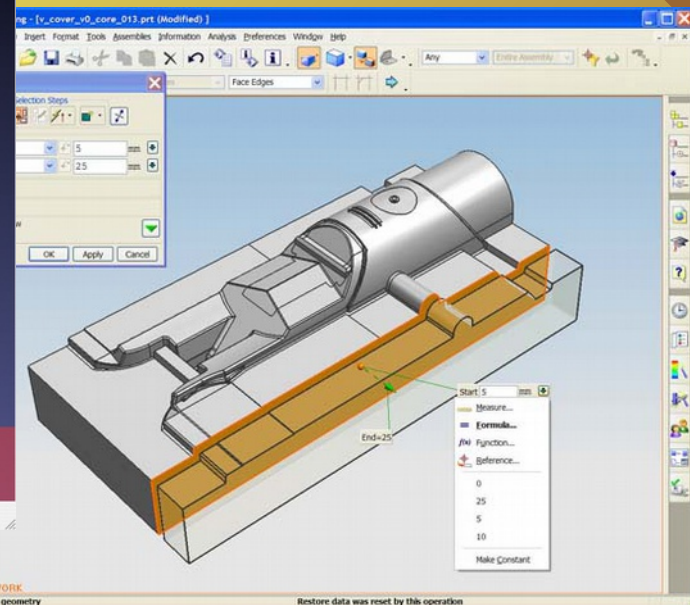 ng - [v_cover_v0_core_013.prt (Modified) ]
Insert Format Tools Assemblies Information Analysis Preferences Window Help
Any
Entire Assembly
Face Edges
Selection Steps
5 mm
25 mm
OK Apply Cancel
Start 5 mm
Measure...
Formula...
f(x) Function...
Reference...
0
25
5
10
Make Constant
End=25
WORK
geometry
Restore data was reset by this operation